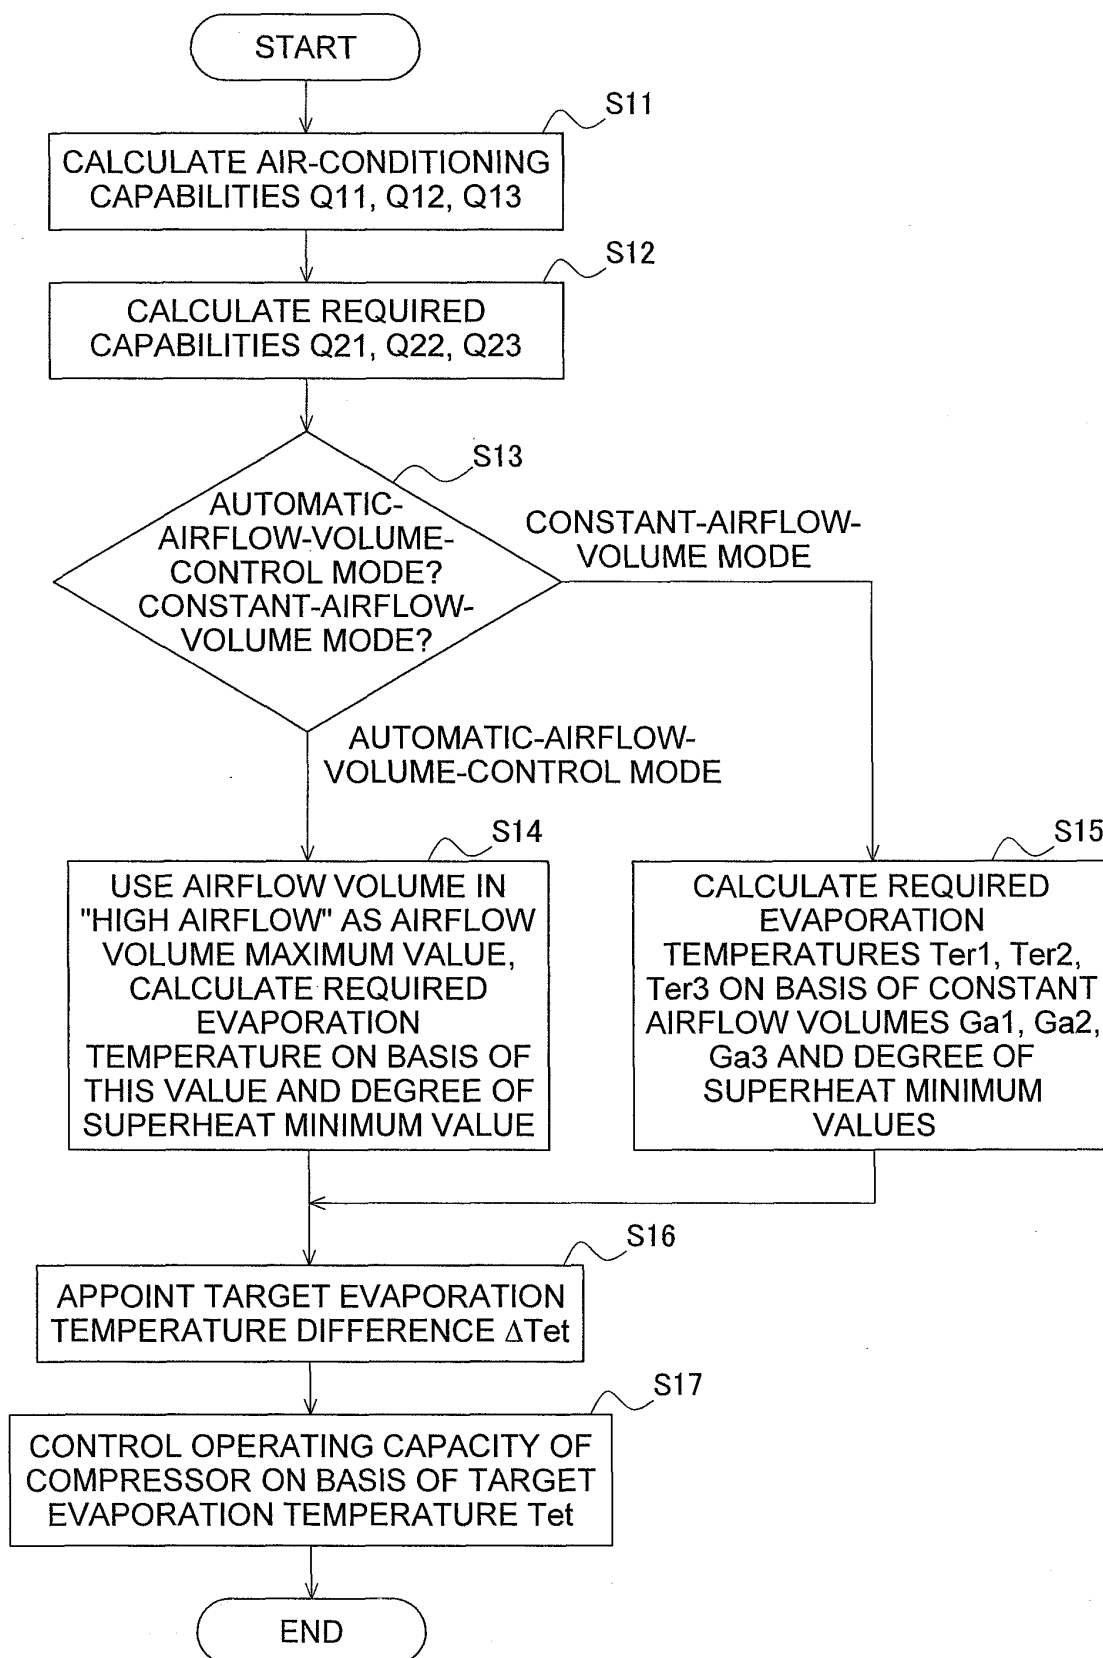 START
S11
CALCULATE AIR-CONDITIONING
CAPABILITIES Q11, Q12, Q13
S12
CALCULATE REQUIRED
CAPABILITIES Q21, Q22, Q23
S13
AUTOMATIC-
AIRFLOW-VOLUME-
CONTROL MODE?
CONSTANT-AIRFLOW-
VOLUME MODE?
CONSTANT-AIRFLOW-
VOLUME MODE
AUTOMATIC-AIRFLOW-
VOLUME-CONTROL MODE
S14
USE AIRFLOW VOLUME IN
"HIGH AIRFLOW" AS AIRFLOW
VOLUME MAXIMUM VALUE,
CALCULATE REQUIRED
EVAPORATION
TEMPERATURE ON BASIS OF
THIS VALUE AND DEGREE OF
SUPERHEAT MINIMUM VALUE
S15
CALCULATE REQUIRED
EVAPORATION
TEMPERATURES Ter1, Ter2,
Ter3 ON BASIS OF CONSTANT
AIRFLOW VOLUMES Ga1, Ga2,
Ga3 AND DEGREE OF
SUPERHEAT MINIMUM
VALUES
S16
APPOINT TARGET EVAPORATION
TEMPERATURE DIFFERENCE ΔTet
S17
CONTROL OPERATING CAPACITY OF
COMPRESSOR ON BASIS OF TARGET
EVAPORATION TEMPERATURE Tet
END